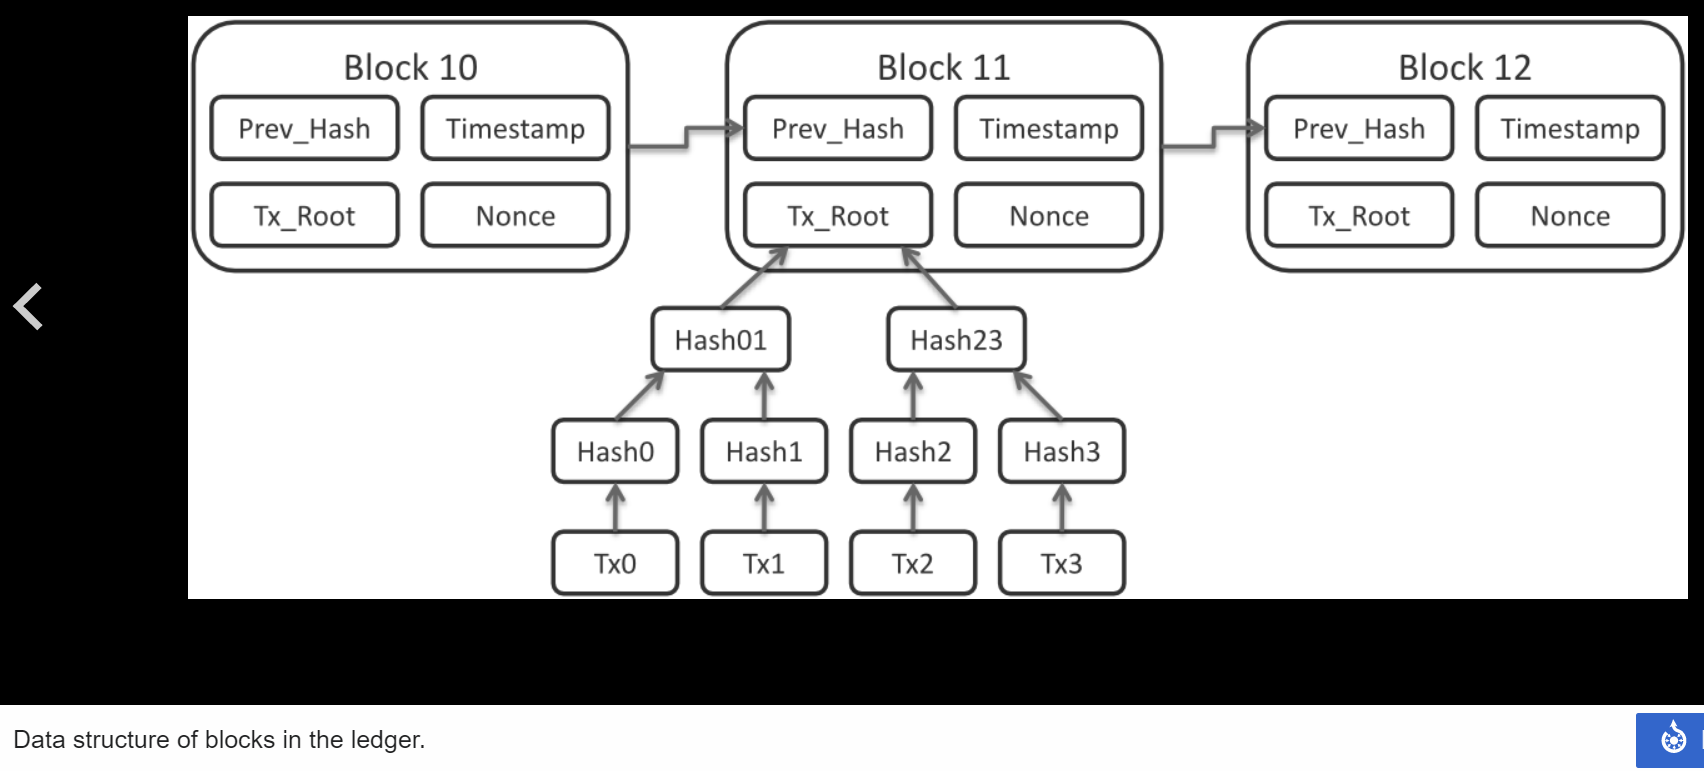 Block 10
Prev_Hash
Timestamp
Tx_Root
Nonce
Block 11
Prev_Hash
Timestamp
Tx_Root
Nonce
Block 12
Prev_Hash
Timestamp
Tx_Root
Nonce
Hash01
Hash23
Hash0
Hash1
Hash2
Hash3
Tx0
Tx1
Tx2
Tx3
Data structure of blocks in the ledger.